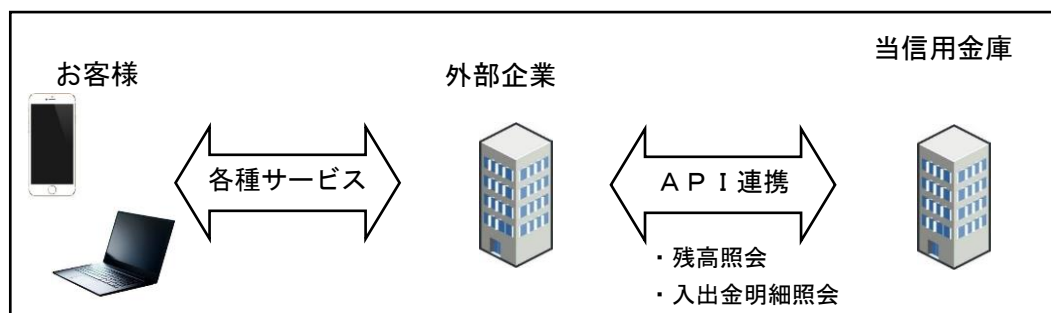 当信用金庫
お客様
外部企業
各種サービス
ＡＰＩ連携
・残高照会
・入出金明細照会